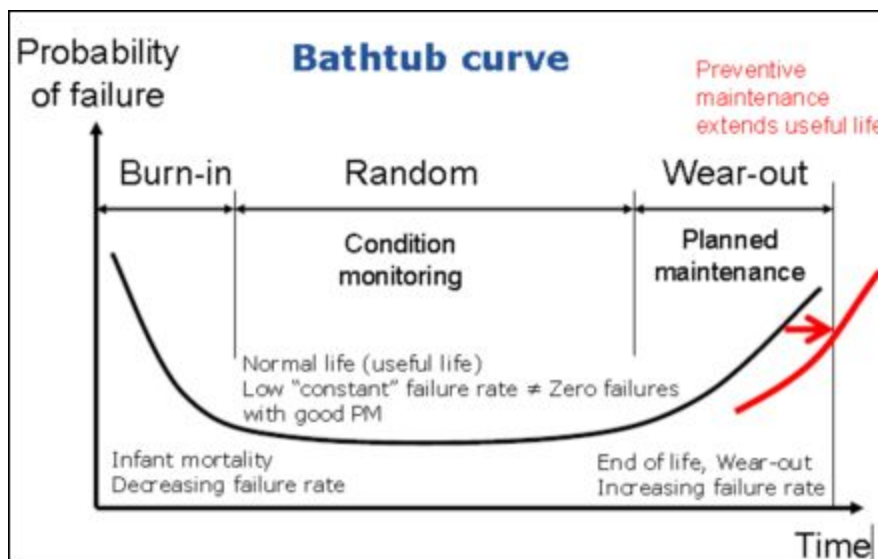 Probability
of failure
Bathtub curve
Preventive
maintenance
extends useful life
Burn-in
Random
Wear-out
Condition
monitoring
Planned
maintenance
Normal life (useful life)
Low "constant" failure rate ≠ Zero failures
with good PM
Infant mortality
Decreasing failure rate
End of life, Wear-out
Increasing failure rate
Time